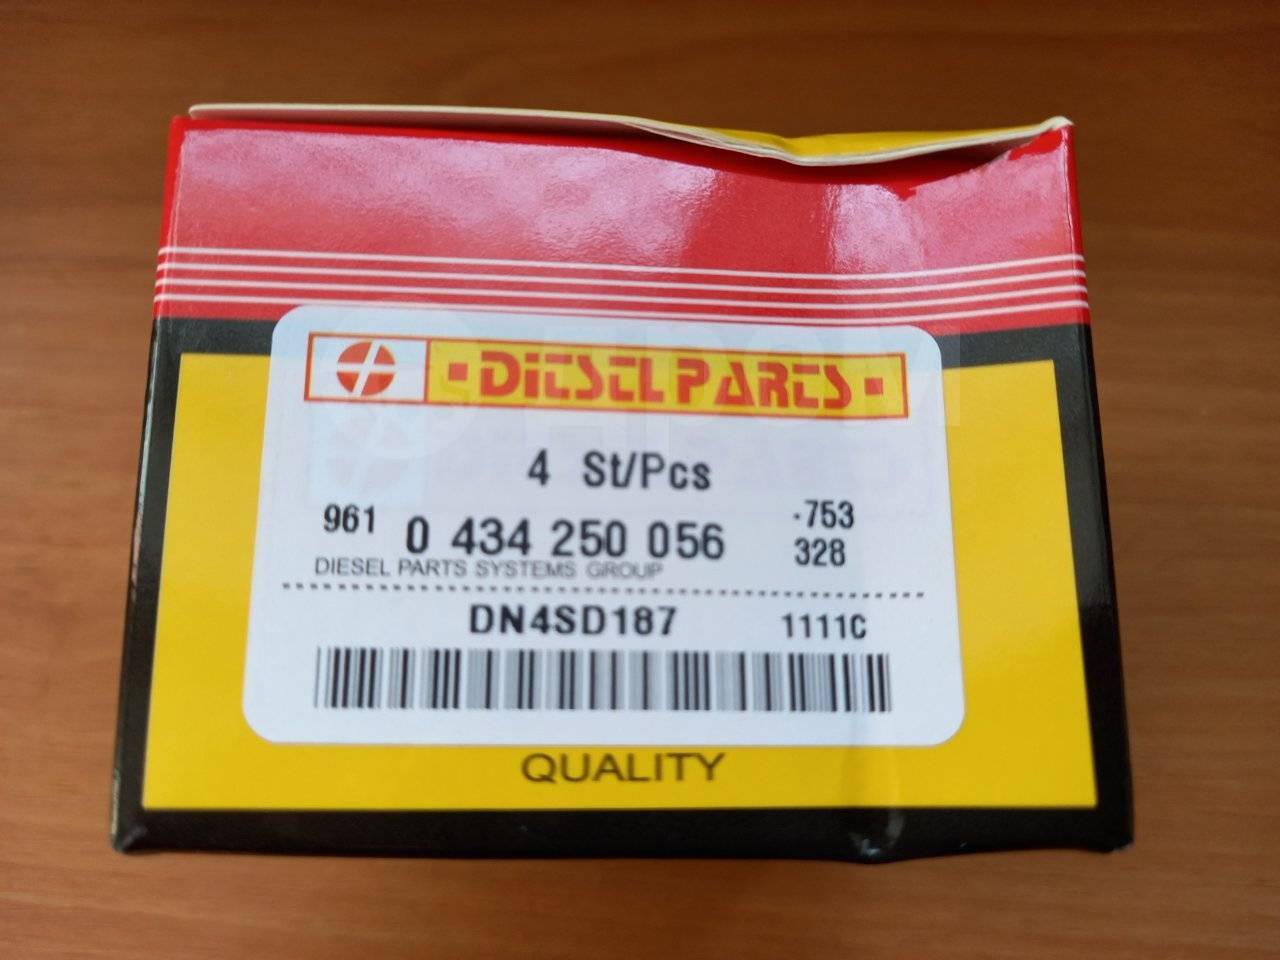 ·DIESEL PARTS·
4 St/Pcs
961 0 434 250 056 -753
328
DIESEL PARTS SYSTEMS GROUP
DN4SD187 1111C
QUALITY